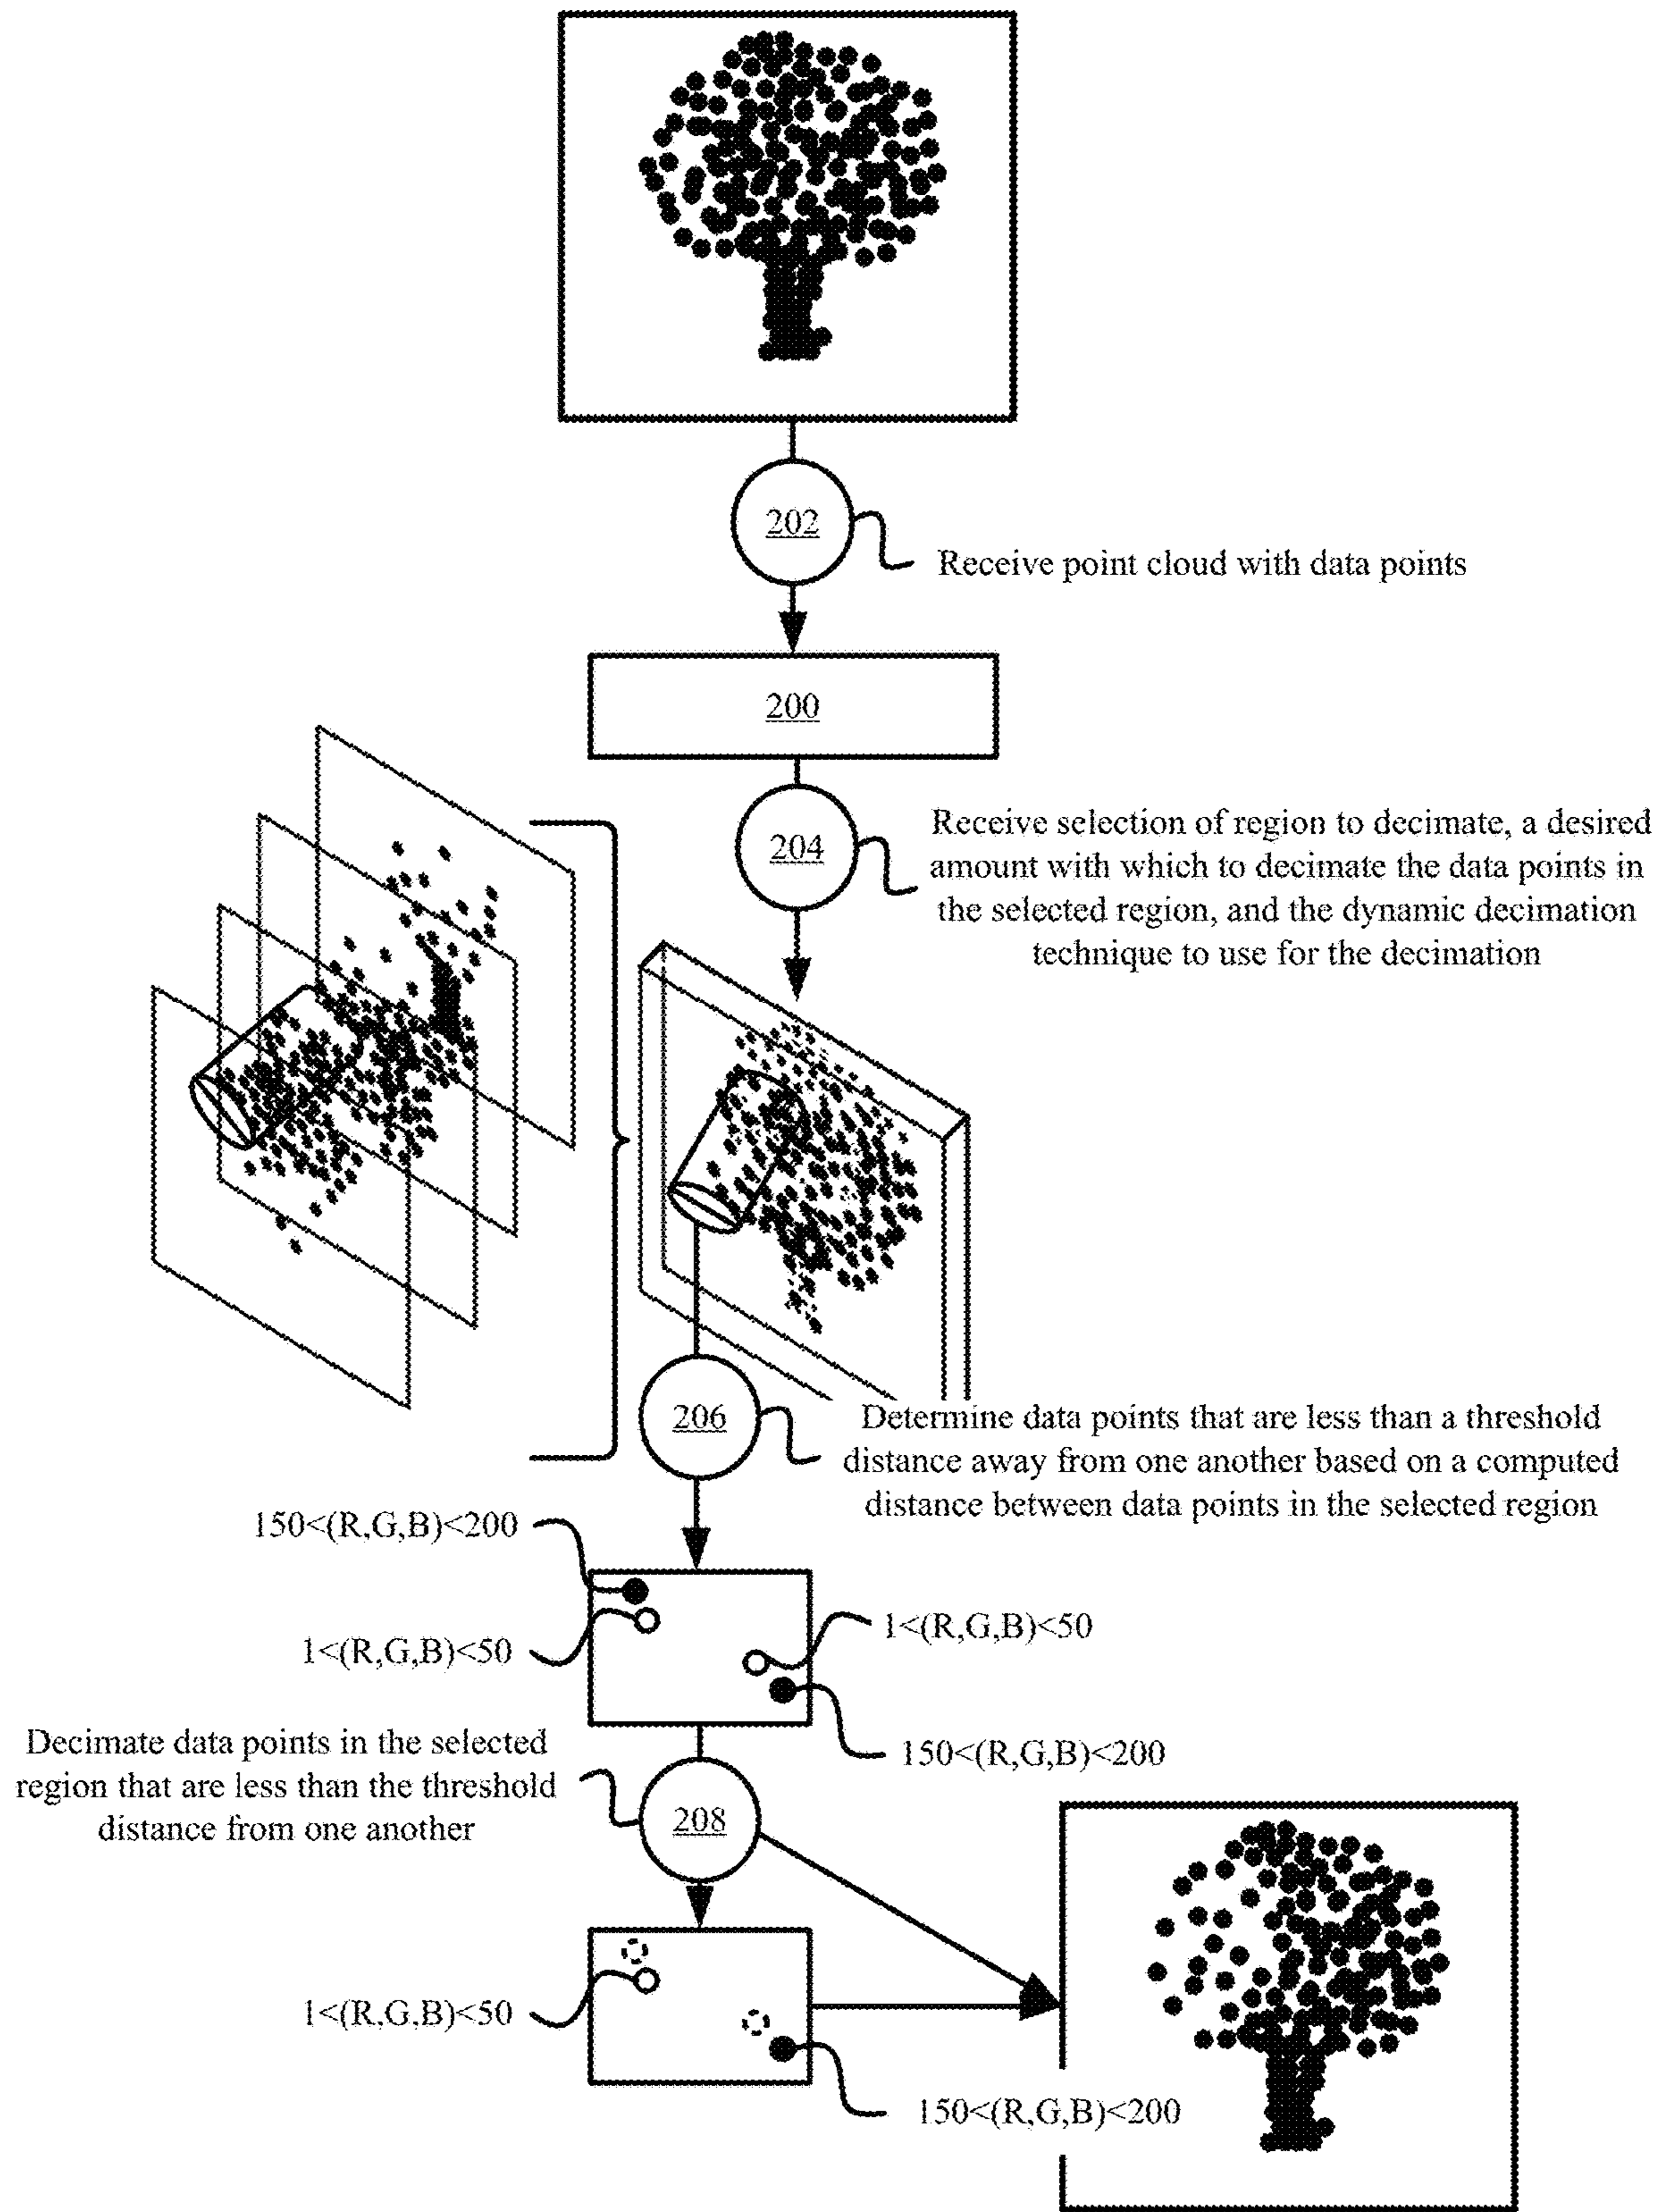 202
Receive point cloud with data points
200
204
Receive selection of region to decimate, a desired
amount with which to decimate the data points in
the selected region, and the dynamic decimation
technique to use for the decimation
206
Determine data points that are less than a threshold
distance away from one another based on a computed
distance between data points in the selected region
150<(R,G,B)<200
1<(R,G,B)<50
1<(R,G,B)<50
150<(R,G,B)<200
Decimate data points in the selected
region that are less than the threshold
distance from one another
208
1<(R,G,B)<50
150<(R,G,B)<200